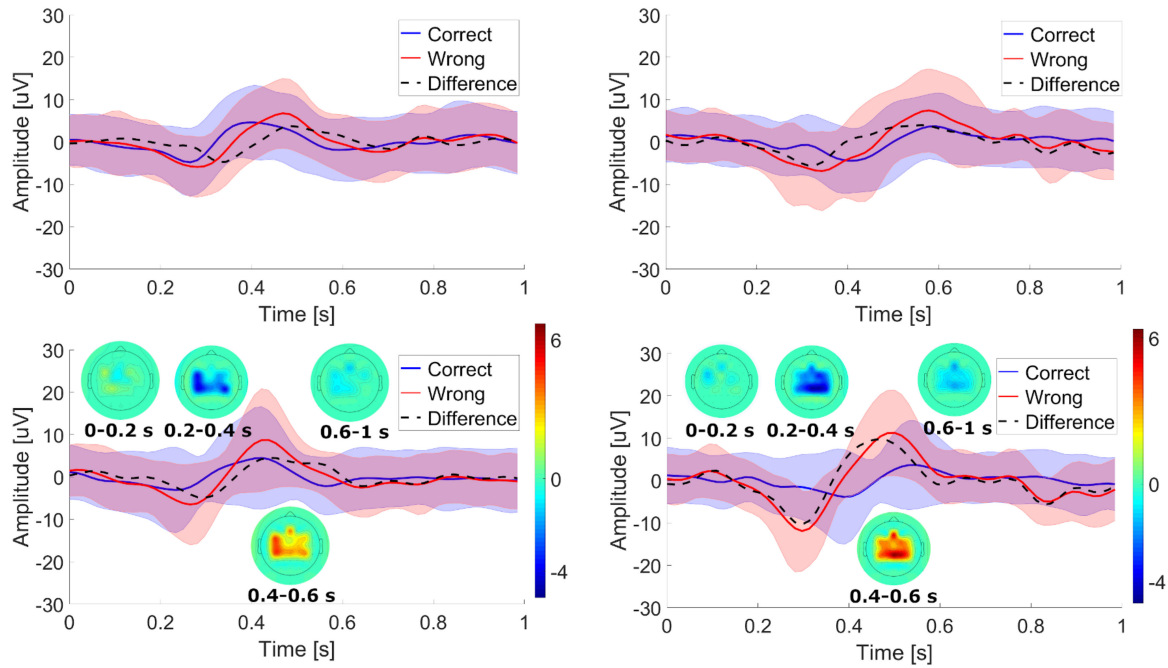 30
20
10
0
-10
-20
-30
Amplitude [uV]
0
0.2
0.4
0.6
0.8
1
Time [s]
Correct
Wrong
Difference
30
20
10
0
-10
-20
-30
Amplitude [uV]
0
0.2
0.4
0.6
0.8
1
Time [s]
Correct
Wrong
Difference
30
20
10
0
-10
-20
-30
Amplitude [uV]
0
0.2
0.4
0.6
0.8
1
Time [s]
0-0.2 s
0.2-0.4 s
0.6-1 s
0.4-0.6 s
Correct
Wrong
Difference
6
0
-4
30
20
10
0
-10
-20
-30
Amplitude [uV]
0
0.2
0.4
0.6
0.8
1
Time [s]
0-0.2 s
0.2-0.4 s
0.6-1 s
0.4-0.6 s
Correct
Wrong
Difference
6
0
-4